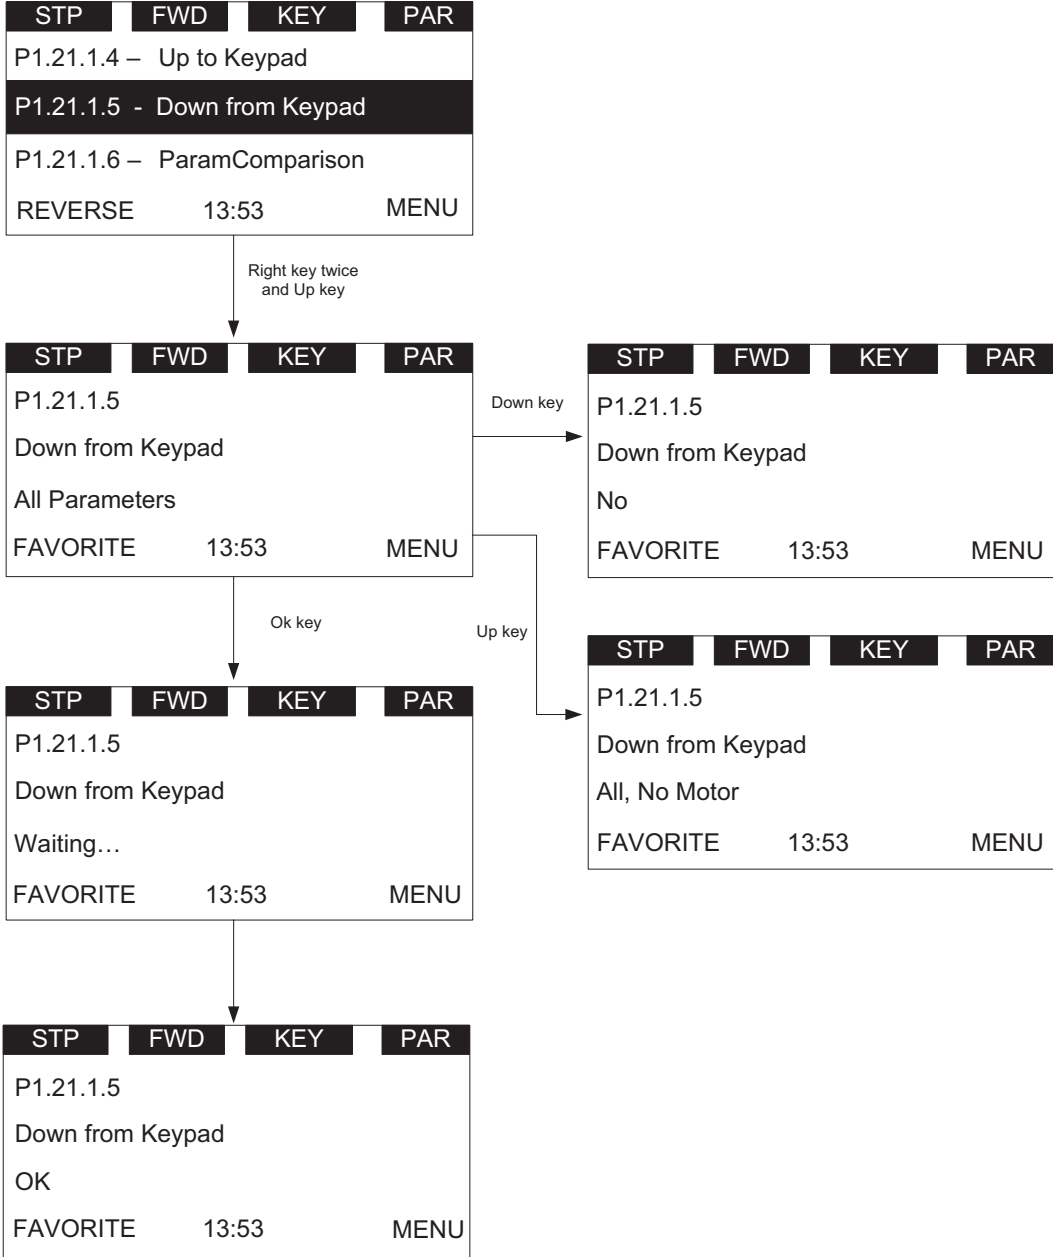 STP FWD KEY PAR
P1.21.1.4 – Up to Keypad
P1.21.1.5 - Down from Keypad
P1.21.1.6 – ParamComparison
REVERSE 13:53 MENU
Right key twice
and Up key
STP FWD KEY PAR
P1.21.1.5
Down from Keypad
All Parameters
FAVORITE 13:53 MENU
Down key
STP FWD KEY PAR
P1.21.1.5
Down from Keypad
No
FAVORITE 13:53 MENU
Ok key
Up key
STP FWD KEY PAR
P1.21.1.5
Down from Keypad
All, No Motor
FAVORITE 13:53 MENU
STP FWD KEY PAR
P1.21.1.5
Down from Keypad
Waiting…
FAVORITE 13:53 MENU
STP FWD KEY PAR
P1.21.1.5
Down from Keypad
OK
FAVORITE 13:53 MENU